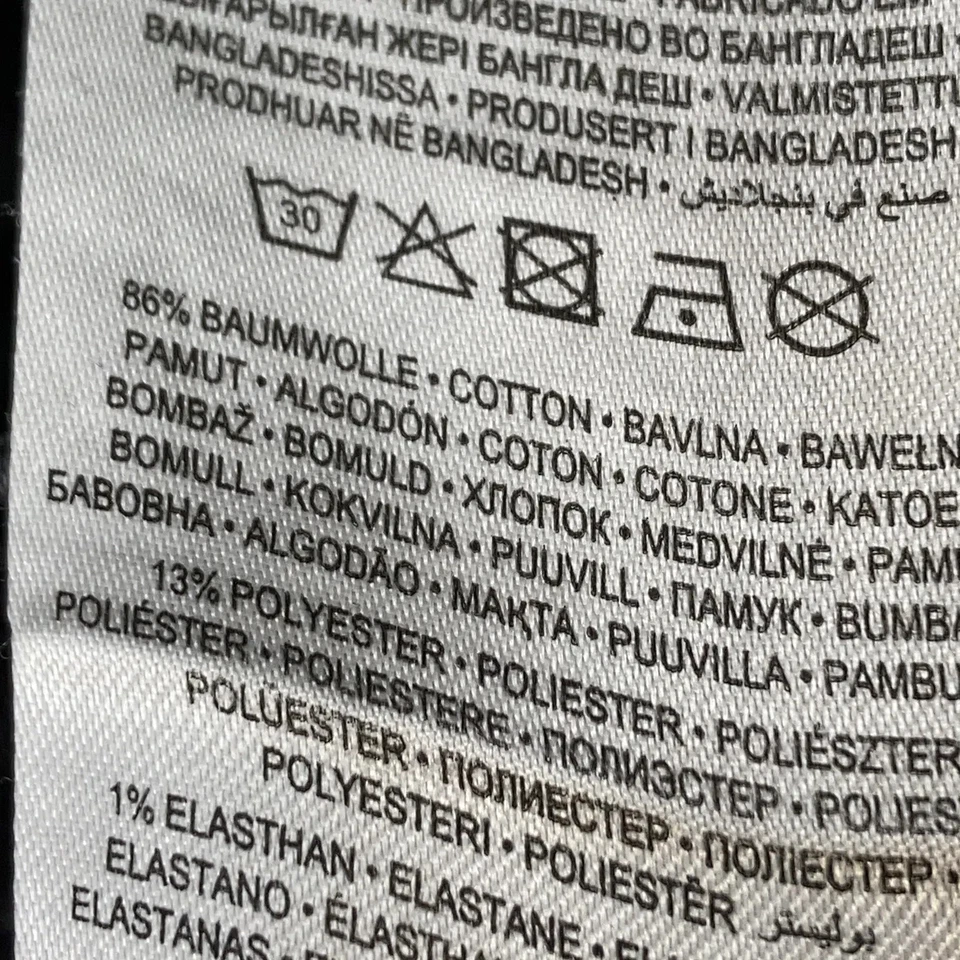 ПРОИЗВЕДЕНО ВО БАНГЛАДЕШ
ЖЕРІ БАНГЛА ДЕШ • VALMISTETTU
BANGLADESHISSA • PRODUSERT I BANGLADESH
PRODHUAR NË BANGLADESH • صنع في بنجلاديش
30
86% BAUMWOLLE • COTTON • BAVLNA • BAWEŁN
PAMUT • ALGODÓN • COTON • COTONE • KATOE
BOMBAŽ • BOMULD • ХЛОПОК • MEDVILNĖ • PAM
BOMULL • KOKVILNA • PUUVILL • ПАМУК • BUMBA
БАВОВНА • ALGODÃO • МАҚТА • PUUVILLA • PAMBU
13% POLYESTER • POLIESTER • POLIÉSZTER
POLIÉSTER • POLIESTERE • ПОЛИЭСТЕР • POLIES
POLÜESTER • ПОЛИЕСТЕР • ПОЛІЕСТЕР •
POLYESTERI • POLIESTËR بوليستر
1% ELASTHAN • ELASTANE • EL
ELASTANO • ÉLASTH
ELASTANAS •